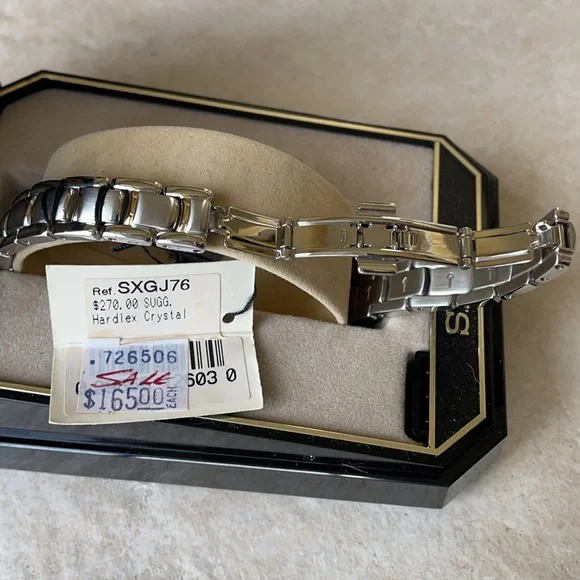 Ref. SXGJ76
$270.00 SUGG.
Hardlex Crystal
.726506
SALE
$165.00 EACH
603 0
S